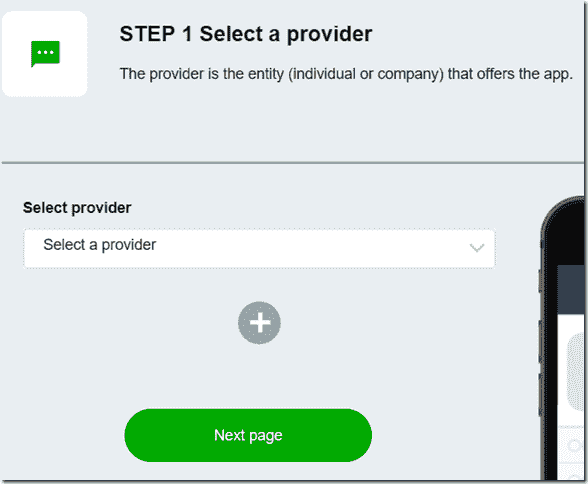 STEP 1 Select a provider
The provider is the entity (individual or company) that offers the app.
Select provider
Select a provider
Next page